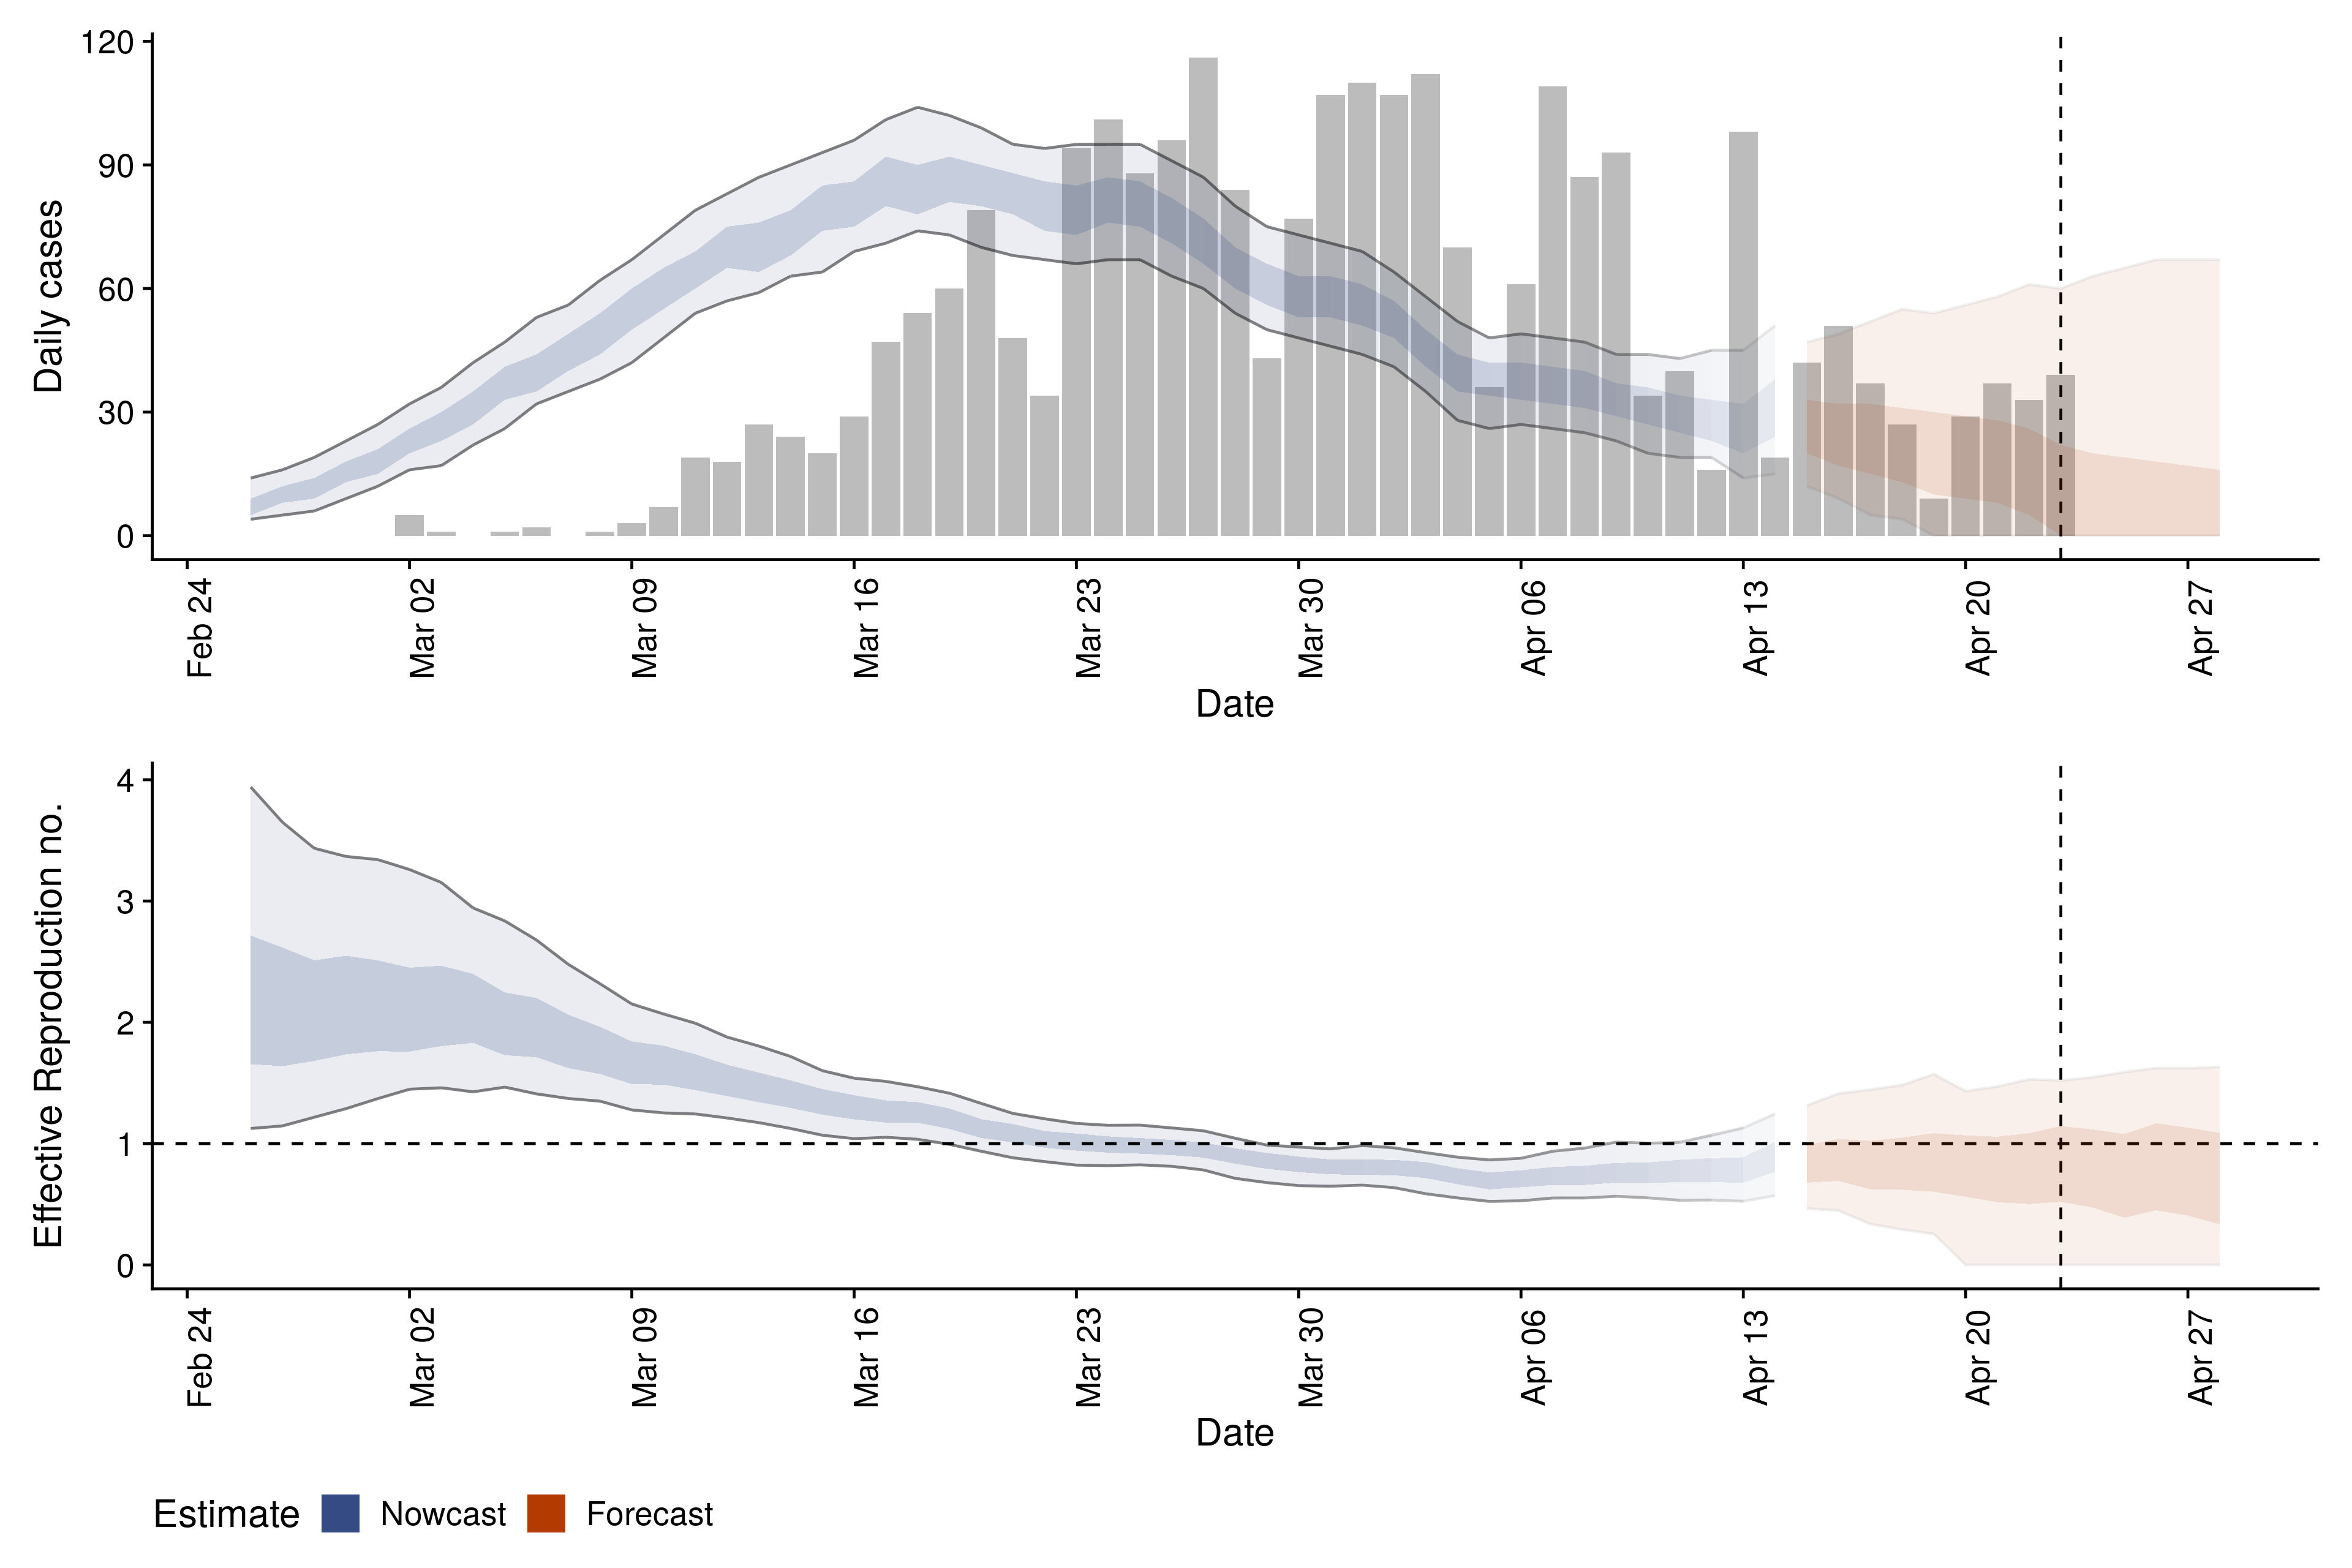 Daily cases
120
90
60
30
0
Feb 24
Mar 02
Mar 09
Mar 16
Mar 23
Mar 30
Apr 06
Apr 13
Apr 20
Apr 27
Date
Effective Reproduction no.
4
3
2
1
0
Feb 24
Mar 02
Mar 09
Mar 16
Mar 23
Mar 30
Apr 06
Apr 13
Apr 20
Apr 27
Date
Estimate Nowcast Forecast